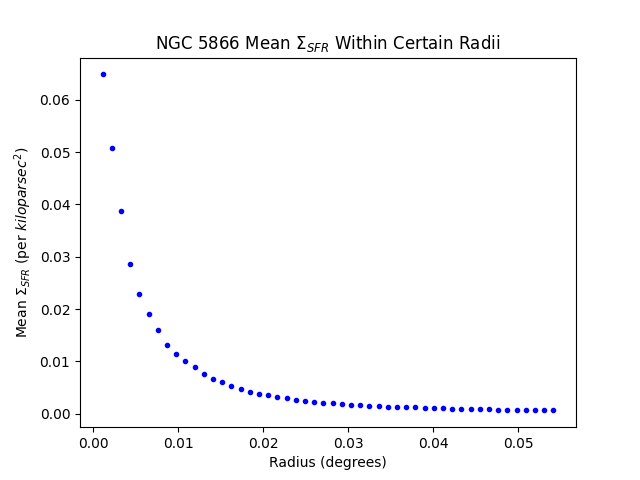 NGC 5866 Mean Σ_SFR Within Certain Radii
Mean Σ_SFR (per kiloparsec²)
0.06
0.05
0.04
0.03
0.02
0.01
0.00
0.00 0.01 0.02 0.03 0.04 0.05
Radius (degrees)